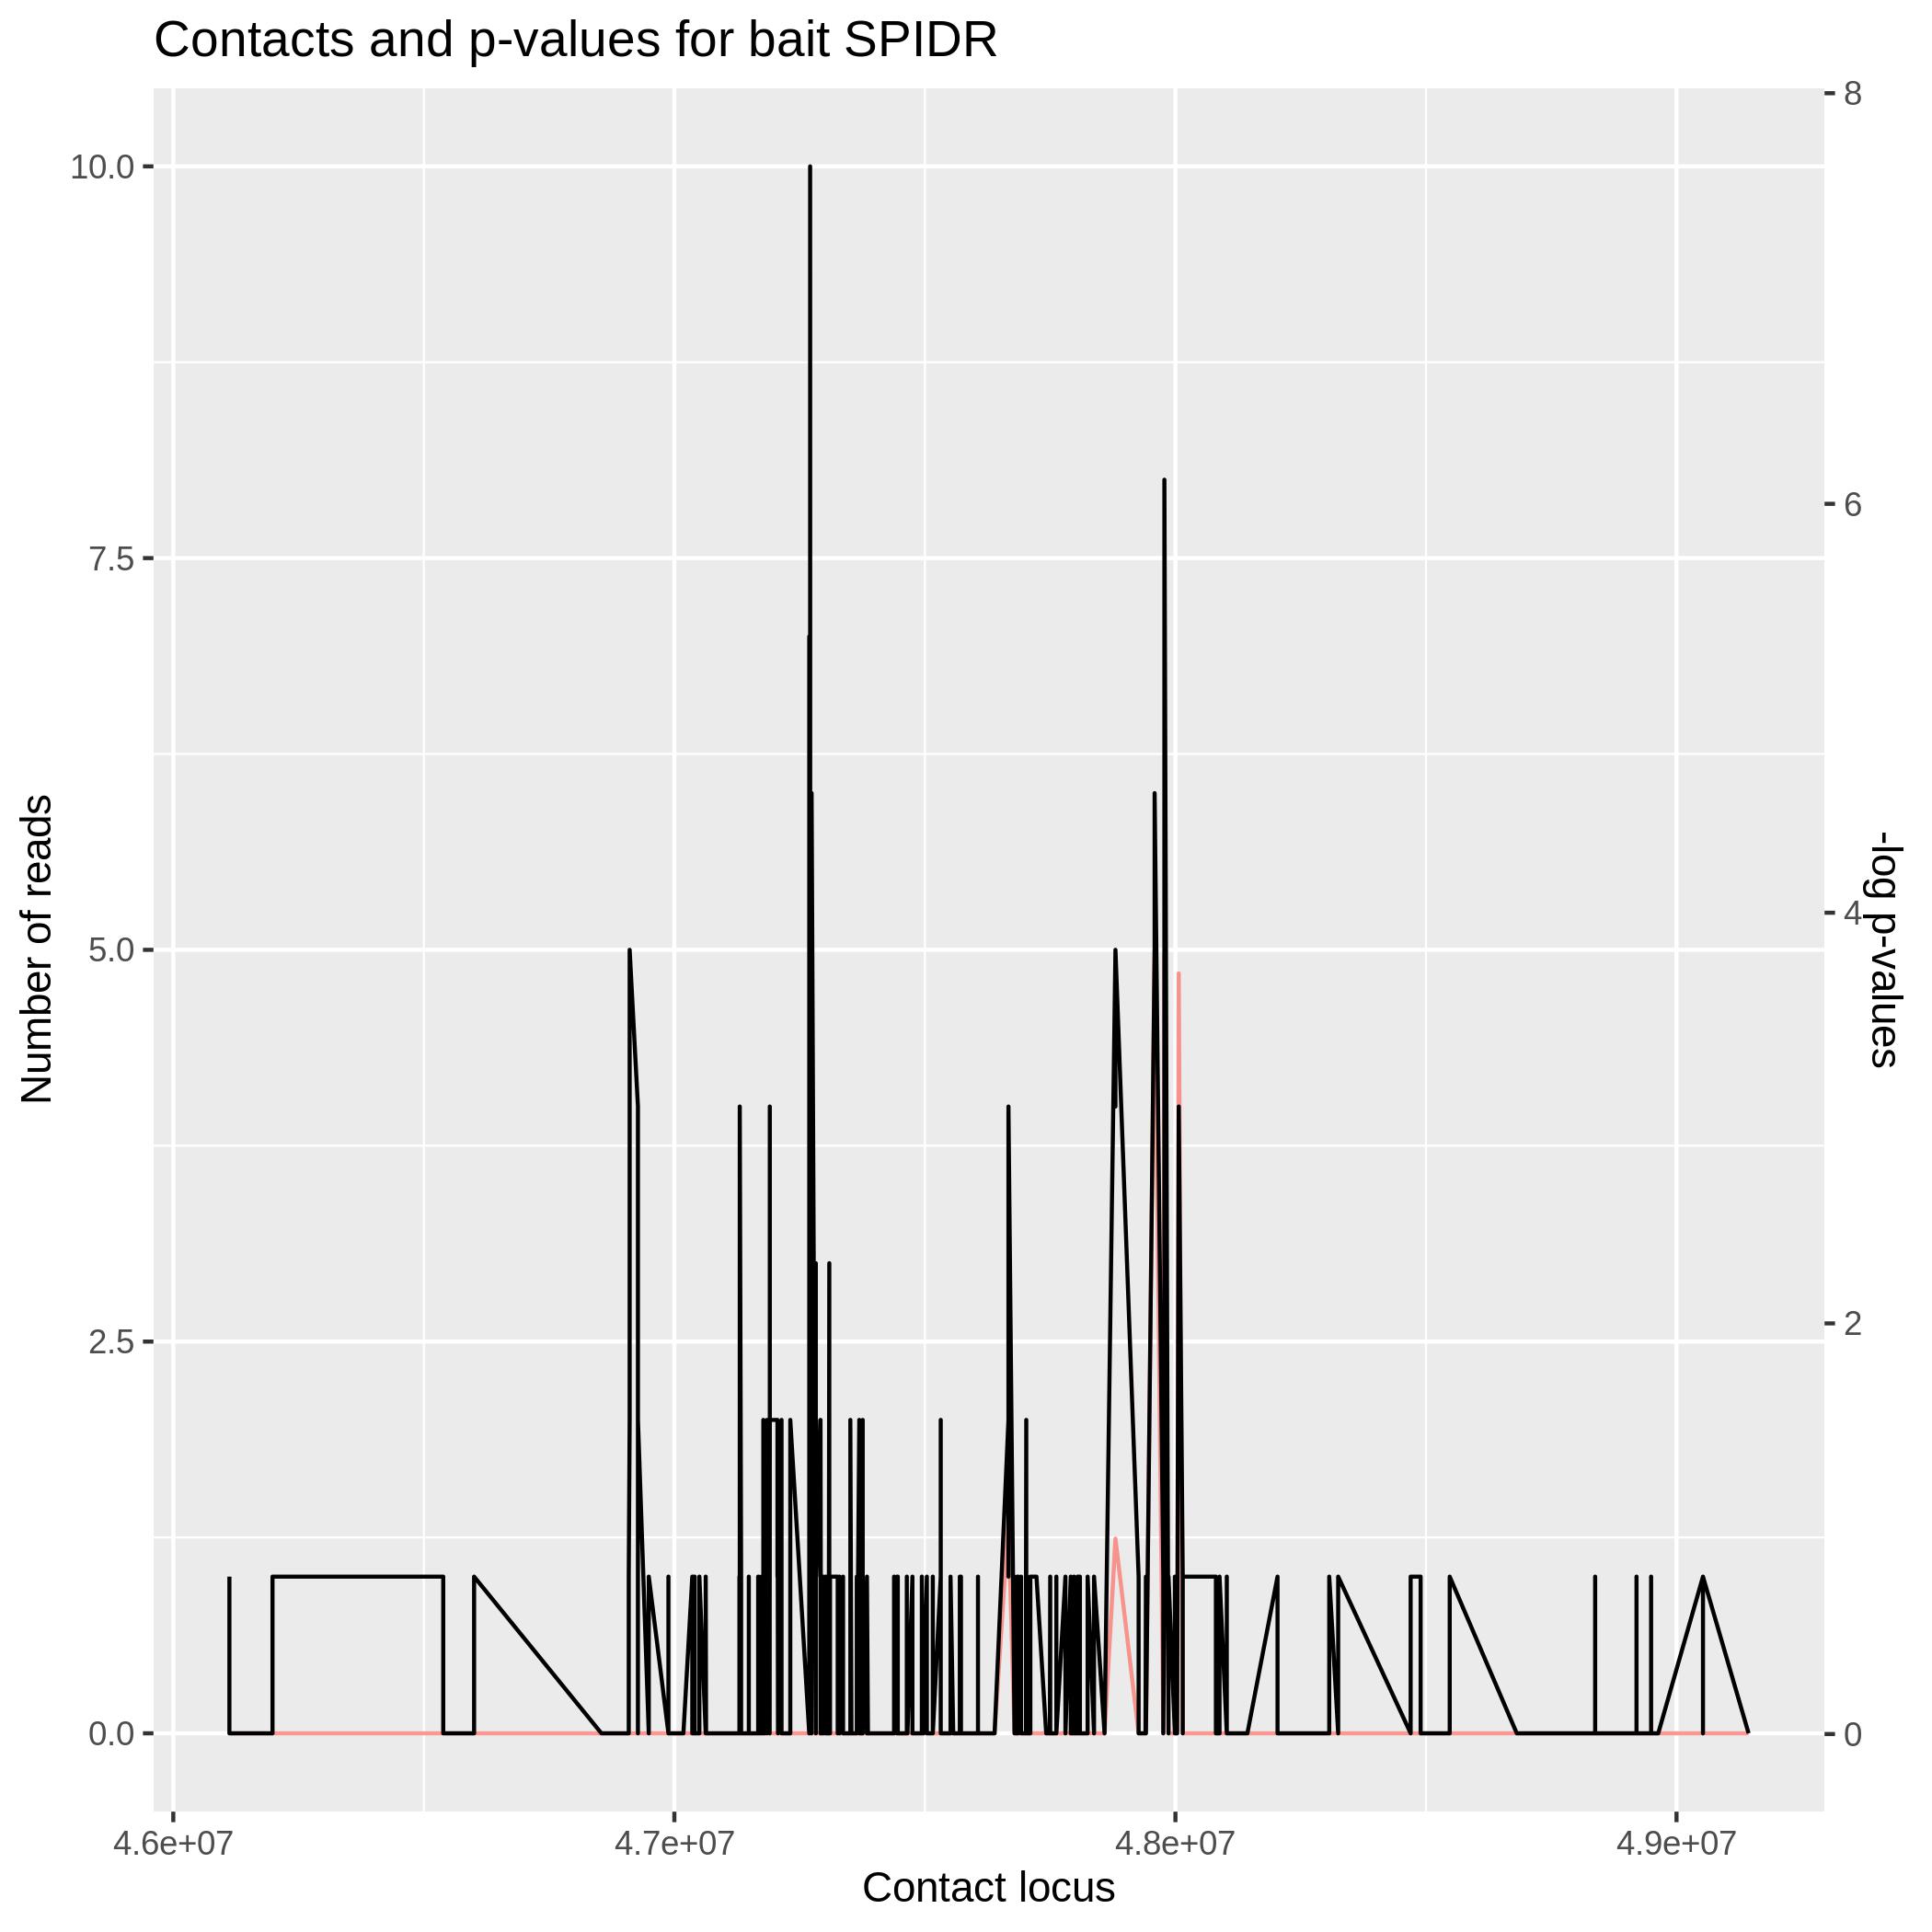 Contacts and p-values for bait SPIDR
10.0
7.5
5.0
2.5
0.0
Number of reads
8
6
4
2
0
-log p-values
4.6e+07 4.7e+07 4.8e+07 4.9e+07
Contact locus